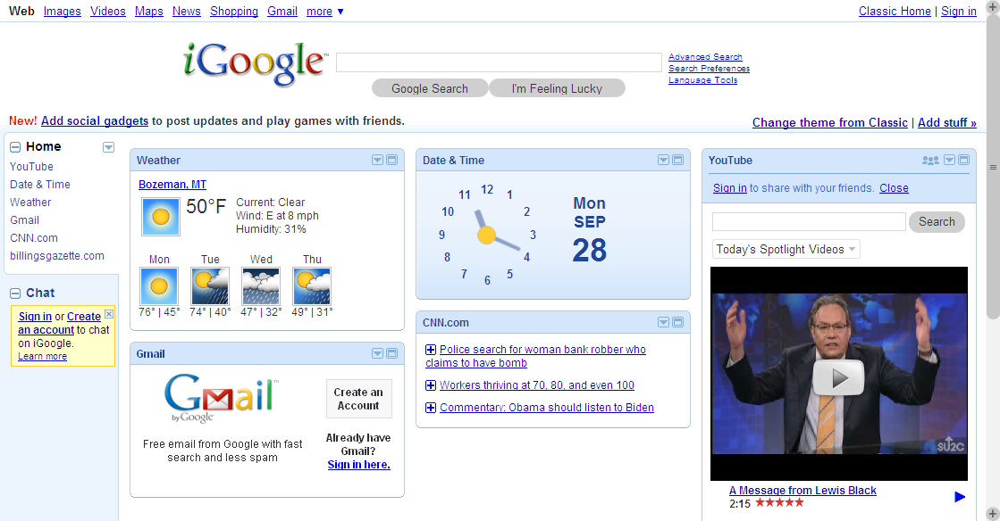 Web Images Videos Maps News Shopping Gmail more ▼
Classic Home | Sign in
iGoogle™
Advanced Search
Search Preferences
Language Tools
Google Search I'm Feeling Lucky
New! Add social gadgets to post updates and play games with friends.
Change theme from Classic | Add stuff »
Home
YouTube
Date & Time
Weather
Gmail
CNN.com
billingsgazette.com
Chat
Sign in or Create
an account to chat
on iGoogle.
Learn more
Weather
Bozeman, MT
50°F
Current: Clear
Wind: E at 8 mph
Humidity: 31%
Mon Tue Wed Thu
76° | 45° 74° | 40° 47° | 32° 49° | 31°
Gmail
Gmail™
by Google
Create an
Account
Free email from Google with fast
search and less spam
Already have
Gmail?
Sign in here.
Date & Time
12
1
2
3
4
5
6
7
8
9
10
11
Mon
SEP
28
CNN.com
Police search for woman bank robber who
claims to have bomb
Workers thriving at 70, 80, and even 100
Commentary: Obama should listen to Biden
YouTube
Sign in to share with your friends. Close
Search
Today's Spotlight Videos
SU2C
A Message from Lewis Black
2:15 ★★★★★